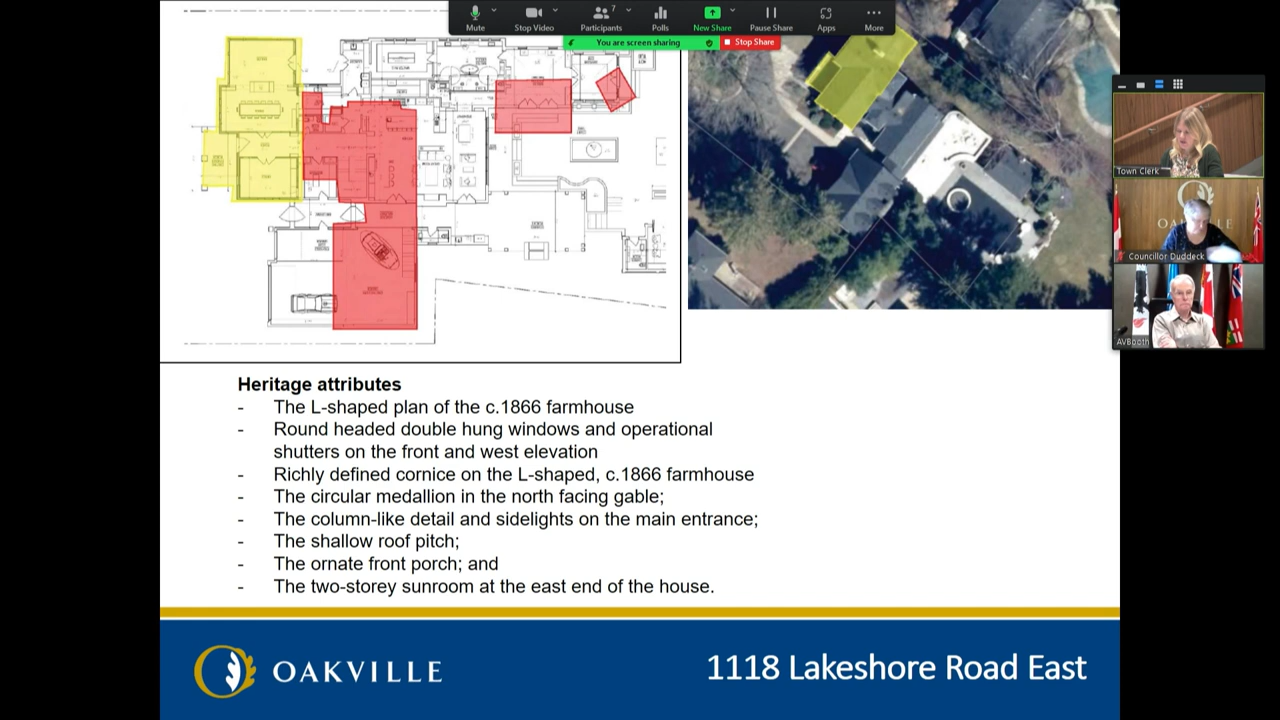 Mute
Stop Video
Participants
7
Polls
New Share
Pause Share
Apps
More
You are screen sharing
Stop Share
Town Clerk
OAKVILLE
Councillor Duddeck
AVBooth
Heritage attributes
- The L-shaped plan of the c.1866 farmhouse
- Round headed double hung windows and operational
shutters on the front and west elevation
- Richly defined cornice on the L-shaped, c.1866 farmhouse
- The circular medallion in the north facing gable;
- The column-like detail and sidelights on the main entrance;
- The shallow roof pitch;
- The ornate front porch; and
- The two-storey sunroom at the east end of the house.
OAKVILLE
1118 Lakeshore Road East